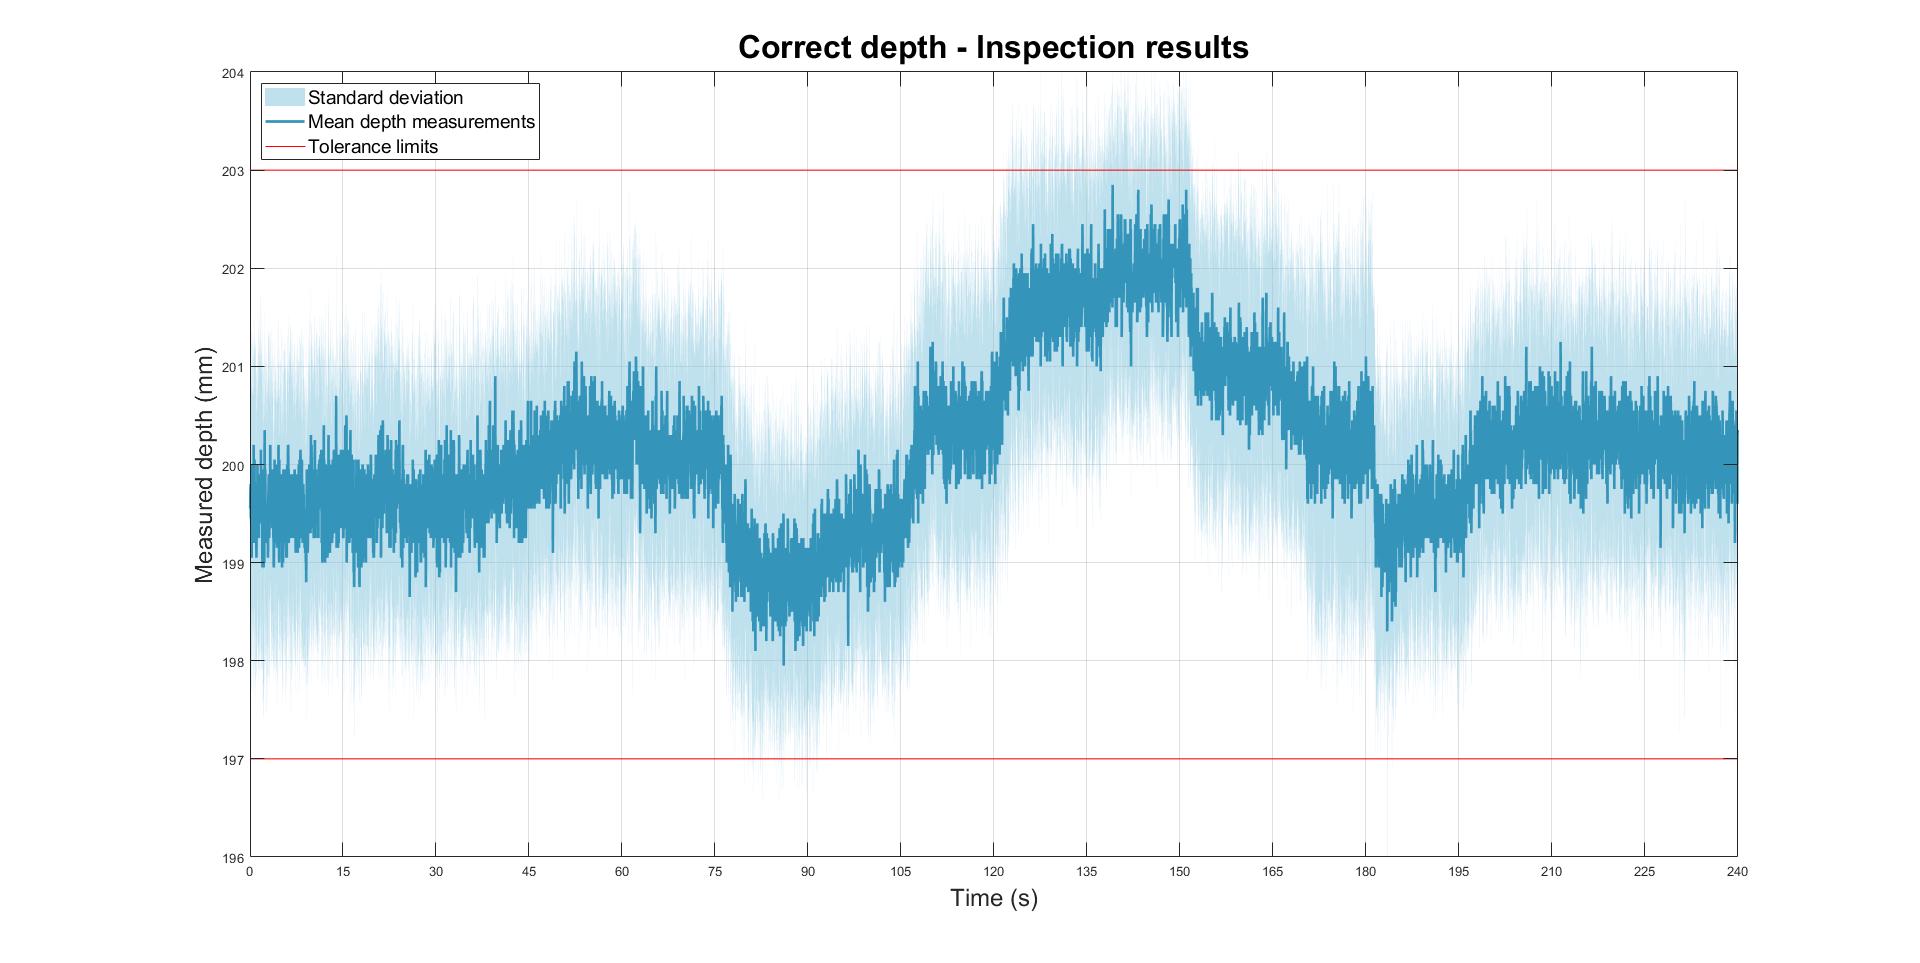 Correct depth - Inspection results
Standard deviation
Mean depth measurements
Tolerance limits
204
203
202
201
200
199
198
197
196
Measured depth (mm)
0 15 30 45 60 75 90 105 120 135 150 165 180 195 210 225 240
Time (s)